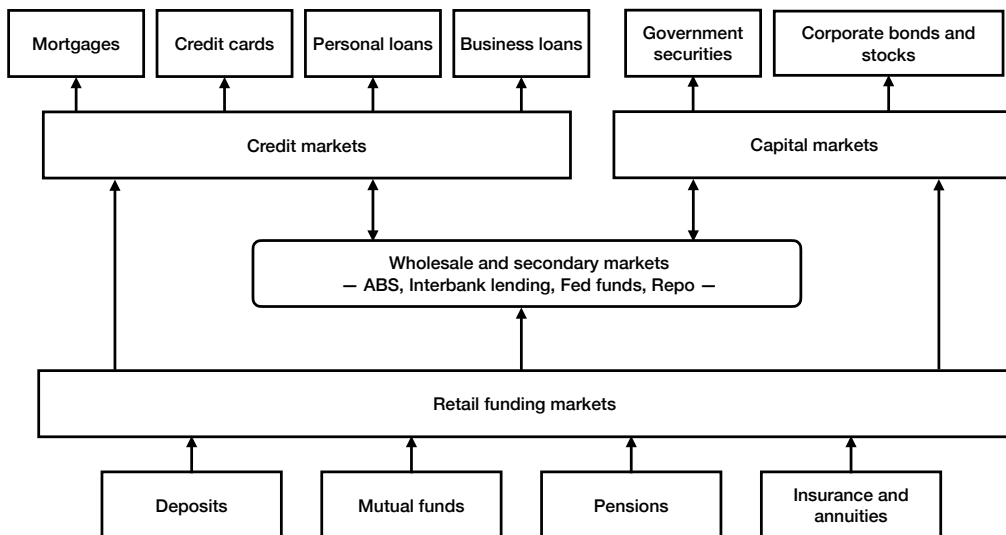 Mortgages
Credit cards
Personal loans
Business loans
Government
securities
Corporate bonds and
stocks
Credit markets
Capital markets
Wholesale and secondary markets
— ABS, Interbank lending, Fed funds, Repo —
Retail funding markets
Deposits
Mutual funds
Pensions
Insurance and
annuities